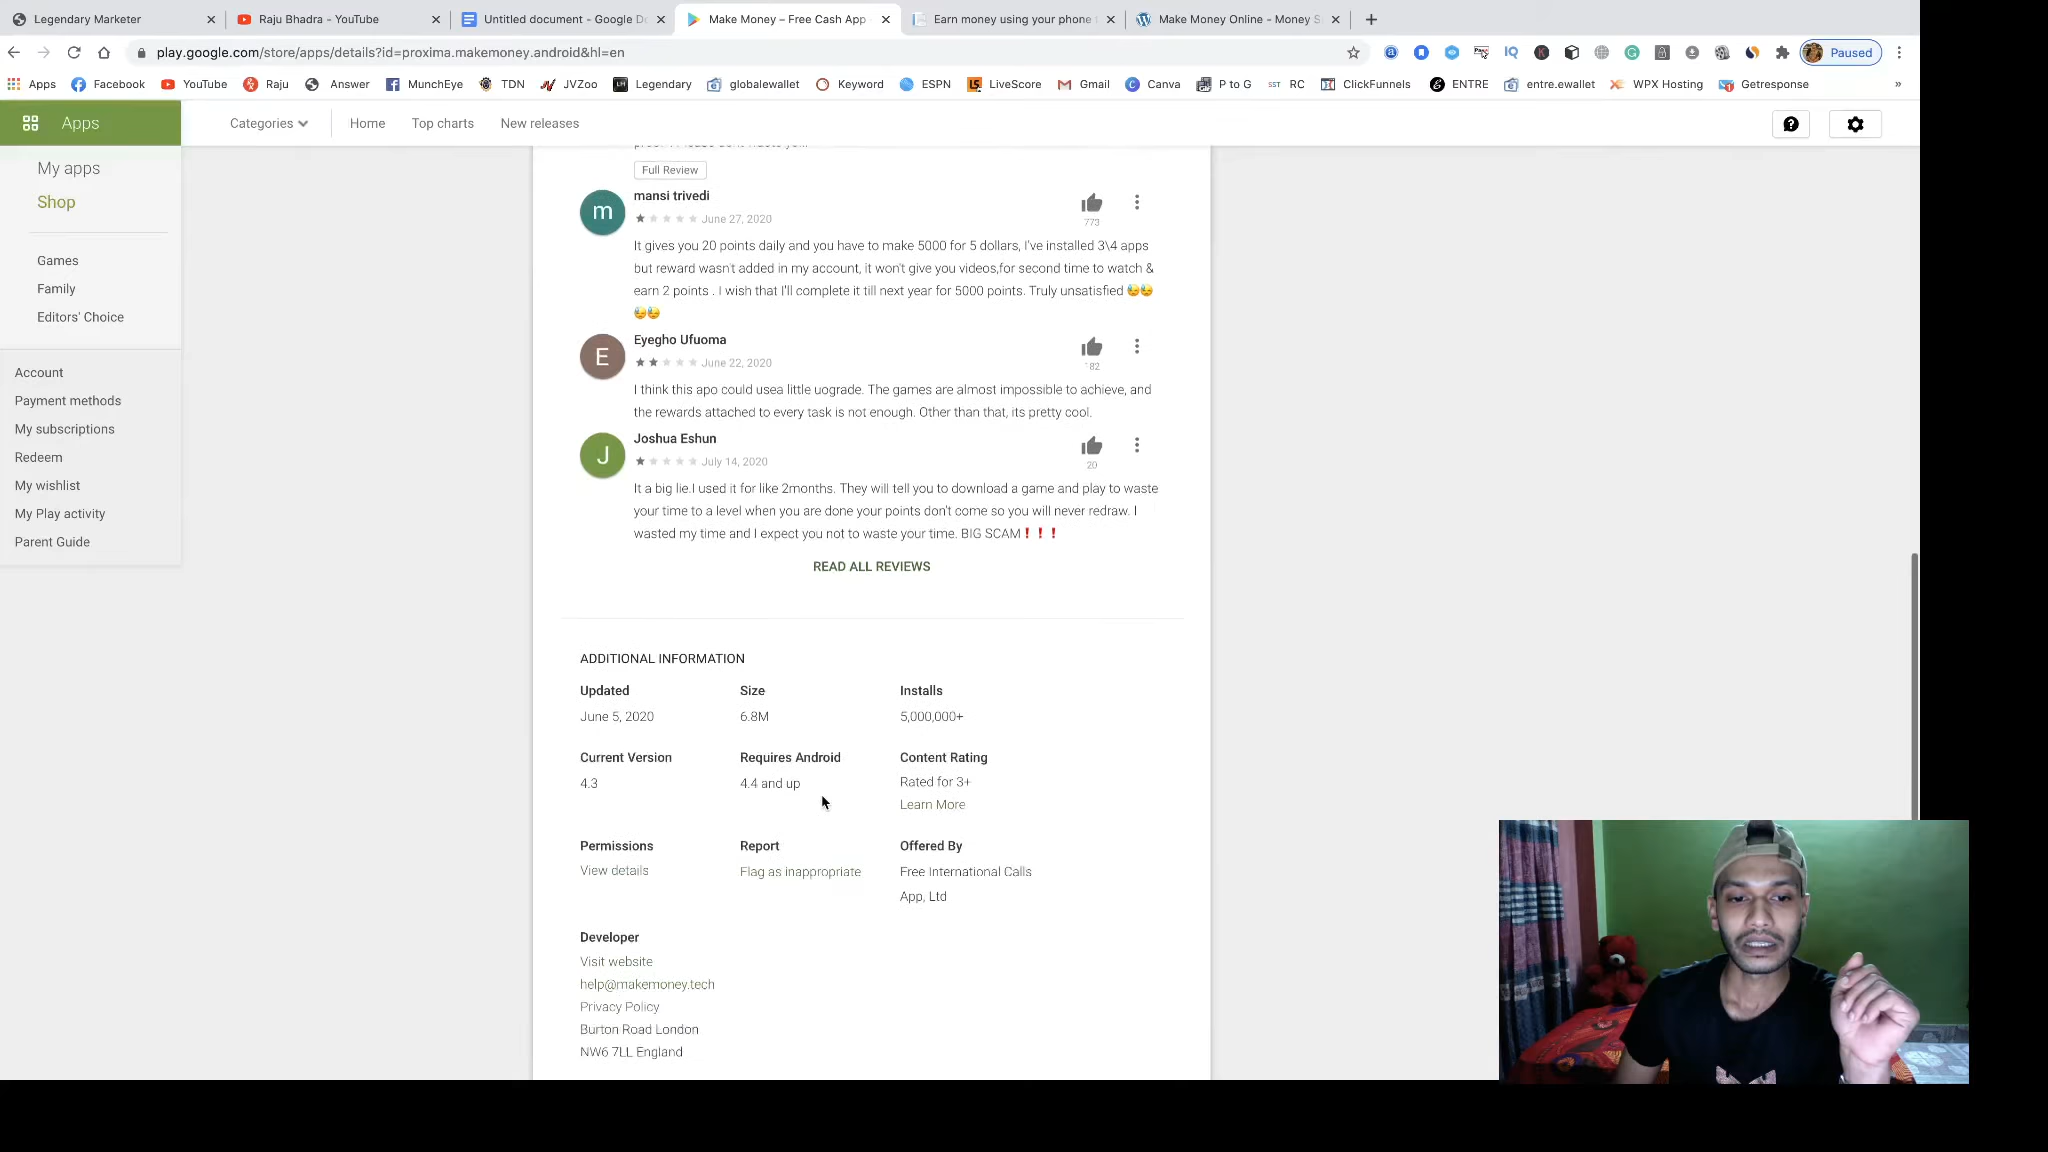 Legendary Marketer
Raju Bhadra - YouTube
Untitled document - Google Do
Make Money – Free Cash App
Earn money using your phone
Make Money Online - Money S
play.google.com/store/apps/details?id=proxima.makemoney.android&hl=en
Paused
Apps
Facebook
YouTube
Raju
Answer
MunchEye
TDN
JVZoo
Legendary
globalewallet
Keyword
ESPN
LiveScore
Gmail
Canva
P to G
RC
ClickFunnels
ENTRE
entre.ewallet
WPX Hosting
Getresponse
»
Apps
Categories
Home
Top charts
New releases
My apps
Shop
Games
Family
Editors' Choice
Account
Payment methods
My subscriptions
Redeem
My wishlist
My Play activity
Parent Guide
Full Review
m
mansi trivedi
June 27, 2020
773
It gives you 20 points daily and you have to make 5000 for 5 dollars, I've installed 3\4 apps
but reward wasn't added in my account, it won't give you videos,for second time to watch &
earn 2 points . I wish that I'll complete it till next year for 5000 points. Truly unsatisfied 😓😓
😓😓
E
Eyegho Ufuoma
June 22, 2020
182
I think this apo could usea little uograde. The games are almost impossible to achieve, and
the rewards attached to every task is not enough. Other than that, its pretty cool.
J
Joshua Eshun
July 14, 2020
20
It a big lie.I used it for like 2months. They will tell you to download a game and play to waste
your time to a level when you are done your points don't come so you will never redraw. I
wasted my time and I expect you not to waste your time. BIG SCAM❗❗❗
READ ALL REVIEWS
ADDITIONAL INFORMATION
Updated
June 5, 2020
Size
6.8M
Installs
5,000,000+
Current Version
4.3
Requires Android
4.4 and up
Content Rating
Rated for 3+
Learn More
Permissions
View details
Report
Flag as inappropriate
Offered By
Free International Calls
App, Ltd
Developer
Visit website
help@makemoney.tech
Privacy Policy
Burton Road London
NW6 7LL England